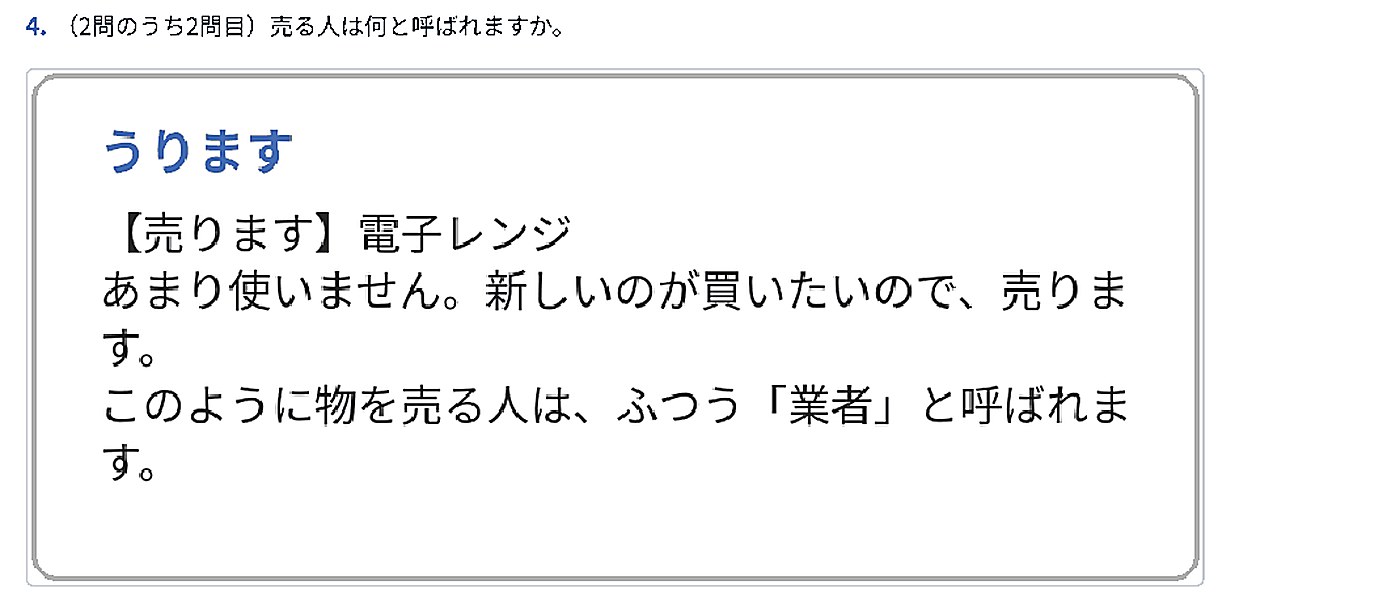 4. （2問のうち2問目）売る人は何と呼ばれますか。
うります
【売ります】電子レンジ
あまり使いません。新しいのが買いたいので、売りま
す。
このように物を売る人は、ふつう「業者」と呼ばれま
す。